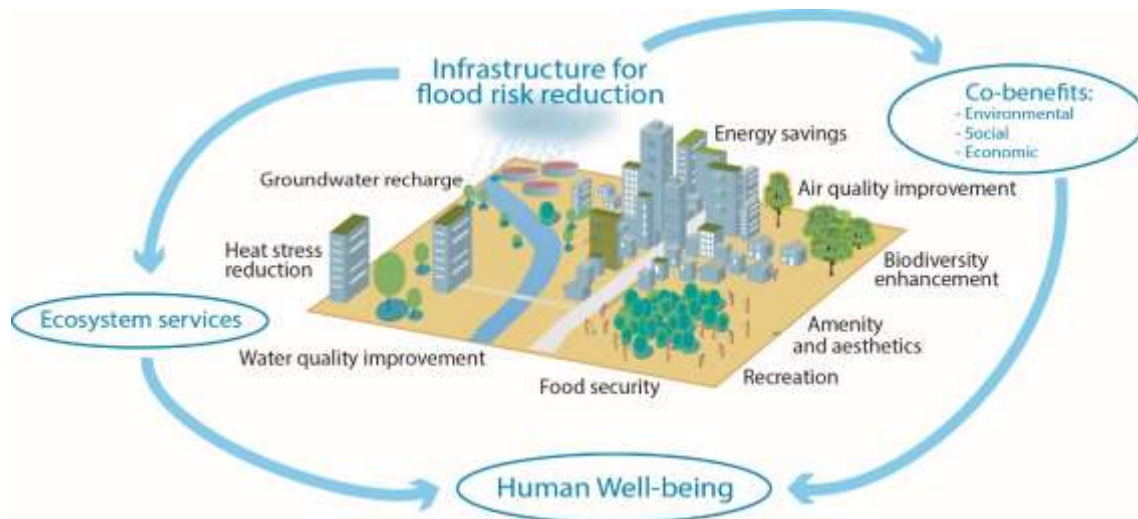 Infrastructure for
flood risk reduction
Co-benefits:
- Environmental
- Social
- Economic
Energy savings
Groundwater recharge
Air quality improvement
Heat stress
reduction
Biodiversity
enhancement
Ecosystem services
Amenity
and aesthetics
Water quality improvement
Food security
Recreation
Human Well-being